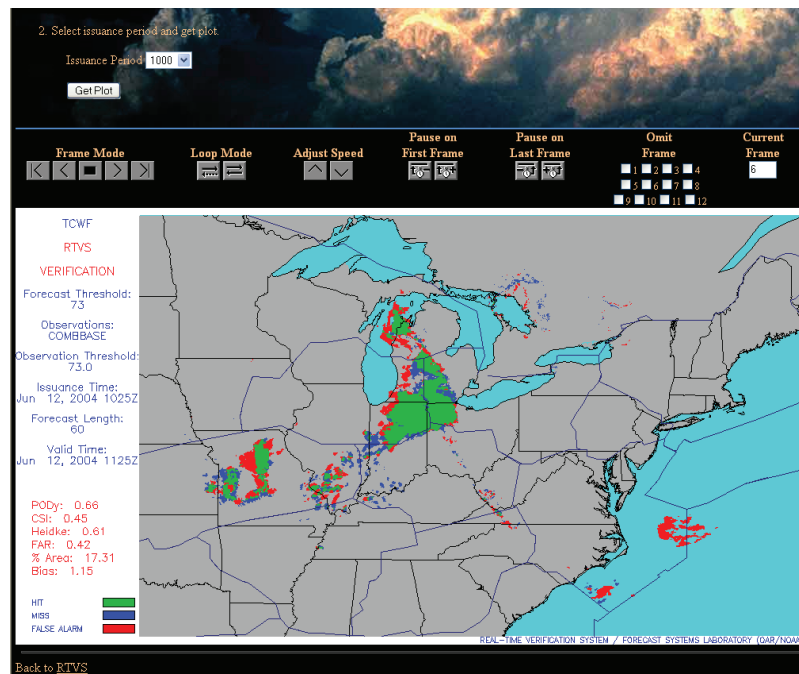 2. Select issuance period and get plot.
Issuance Period 1000
Get Plot
Frame Mode
Loop Mode
Adjust Speed
Pause on
First Frame
Pause on
Last Frame
Omit
Frame
1 2 3 4
5 6 7 8
9 10 11 12
Current
Frame
6
TCWF
RTVS
VERIFICATION
Forecast Threshold:
73
Observations:
COMBBASE
Observation Threshold:
73.0
Issuance Time:
Jun 12, 2004 1025Z
Forecast Length:
60
Valid Time:
Jun 12, 2004 1125Z
PODy: 0.66
CSI: 0.45
Heidke: 0.61
FAR: 0.42
% Area: 17.31
Bias: 1.15
HIT
MISS
FALSE ALARM
REAL-TIME VERIFICATION SYSTEM / FORECAST SYSTEMS LABORATORY (OAR/NOAA
Back to RTVS